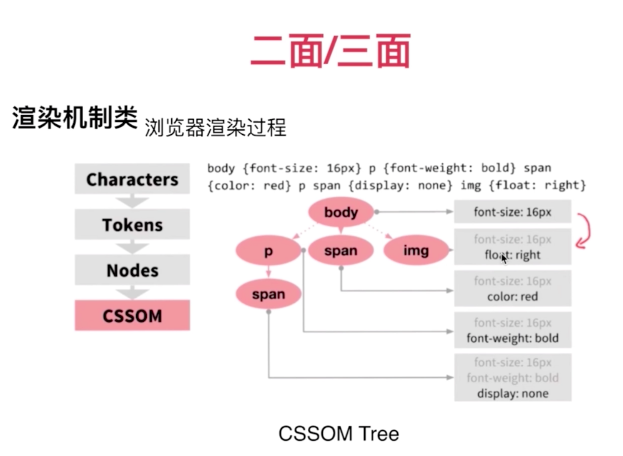 二面/三面
渲染机制类 浏览器渲染过程
body {font-size: 16px} p {font-weight: bold} span
{color: red} p span {display: none} img {float: right}
Characters
Tokens
Nodes
CSSOM
body
p
span
img
span
font-size: 16px
font-size: 16px
float: right
font-size: 16px
color: red
font-size: 16px
font-weight: bold
font-size: 16px
font-weight: bold
display: none
CSSOM Tree